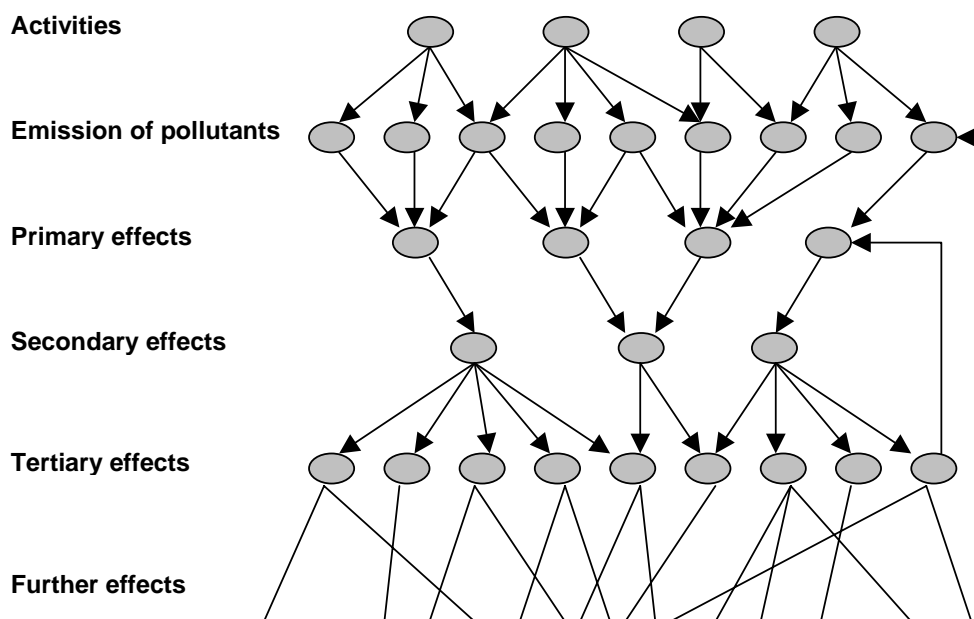 Activities
Emission of pollutants
Primary effects
Secondary effects
Tertiary effects
Further effects